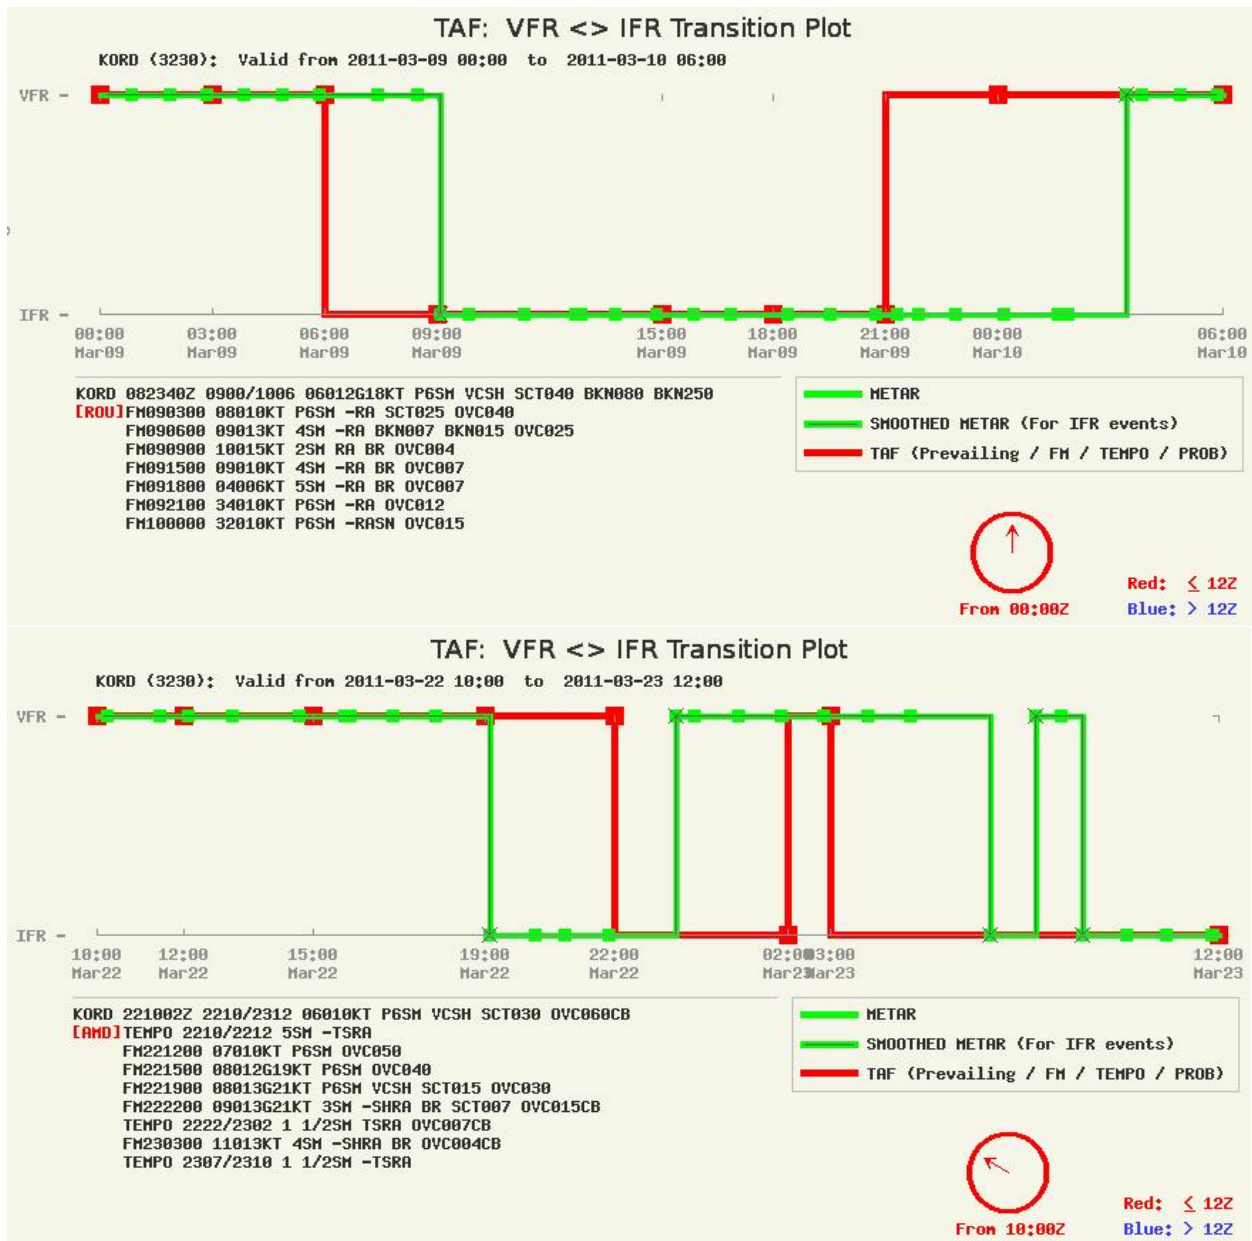 TAF: VFR <> IFR Transition Plot
KORD (3230): Valid from 2011-03-09 00:00 to 2011-03-10 06:00
VFR -
IFR -
00:00 03:00 06:00 09:00 15:00 18:00 21:00 00:00 06:00
Mar09 Mar09 Mar09 Mar09 Mar09 Mar09 Mar09 Mar10 Mar10
KORD 082340Z 0900/1006 06012G18KT P6SM VCSH SCT040 BKN080 BKN250
[ROU]FM090300 08010KT P6SM -RA SCT025 OVC040
FM090600 09013KT 4SM -RA BKN007 BKN015 OVC025
FM090900 10015KT 2SM RA BR OVC004
FM091500 09010KT 4SM -RA BR OVC007
FM091800 04006KT 5SM -RA BR OVC007
FM092100 34010KT P6SM -RA OVC012
FM100000 32010KT P6SM -RASN OVC015
METAR
SMOOTHED METAR (For IFR events)
TAF (Prevailing / FM / TEMPO / PROB)
From 00:00Z
Red: ≤ 12Z
Blue: > 12Z
TAF: VFR <> IFR Transition Plot
KORD (3230): Valid from 2011-03-22 10:00 to 2011-03-23 12:00
VFR -
IFR -
10:00 12:00 15:00 19:00 22:00 02:00 03:00 12:00
Mar22 Mar22 Mar22 Mar22 Mar22 Mar23 Mar23 Mar23
KORD 221002Z 2210/2312 06010KT P6SM VCSH SCT030 OVC060CB
[AMD]TEMPO 2210/2212 5SM -TSRA
FM221200 07010KT P6SM OVC050
FM221500 08012G19KT P6SM OVC040
FM221900 08013G21KT P6SM VCSH SCT015 OVC030
FM222200 09013G21KT 3SM -SHRA BR SCT007 OVC015CB
TEMPO 2222/2302 1 1/2SM TSRA OVC007CB
FM230300 11013KT 4SM -SHRA BR OVC004CB
TEMPO 2307/2310 1 1/2SM -TSRA
METAR
SMOOTHED METAR (For IFR events)
TAF (Prevailing / FM / TEMPO / PROB)
From 10:00Z
Red: ≤ 12Z
Blue: > 12Z